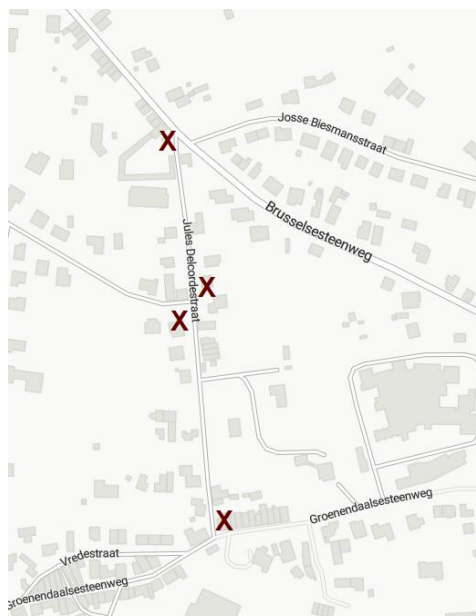 Josse Biesmansstraat
Brusselsesteenweg
X
Jules Delcordestraat
X
X
X
Groenendaalsesteenweg
Vredestraat
Groenendaalsesteenweg